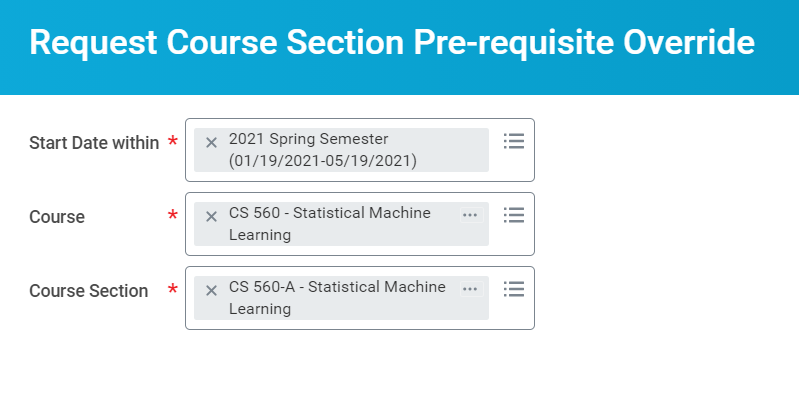 Request Course Section Pre-requisite Override
Start Date within *
2021 Spring Semester
(01/19/2021-05/19/2021)
Course *
CS 560 - Statistical Machine
Learning
Course Section *
CS 560-A - Statistical Machine
Learning